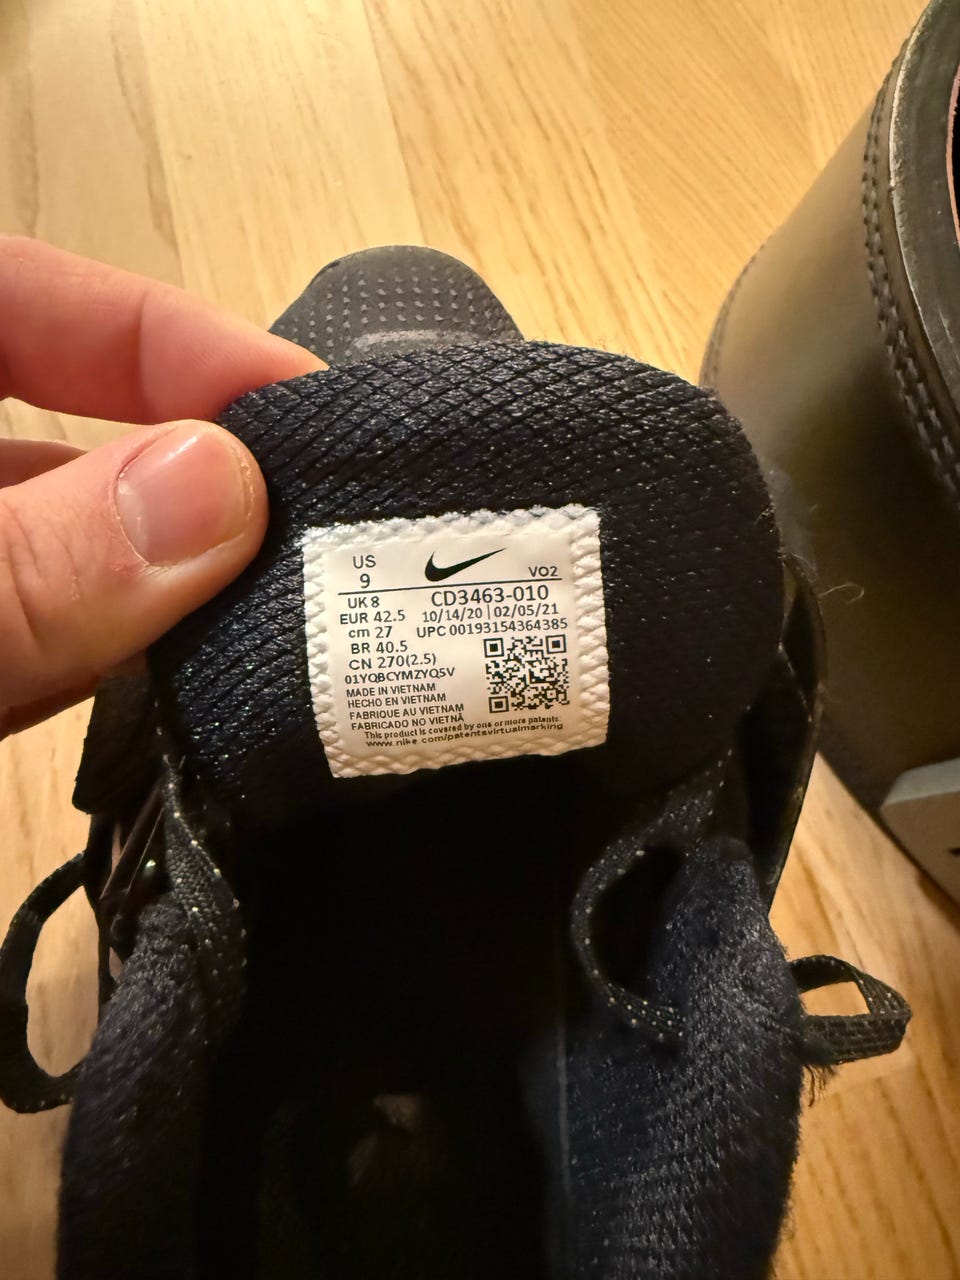 US
9
UK 8
EUR 42.5
cm 27
BR 40.5
CN 270(2.5)
01YQBCYMZYQ5V
VO2
CD3463-010
10/14/20 | 02/05/21
UPC 00193154364385
MADE IN VIETNAM
HECHO EN VIETNAM
FABRIQUE AU VIETNAM
FABRICADO NO VIETNÃ
This product is covered by one or more patents
www.nike.com/patentsvirtualmarking